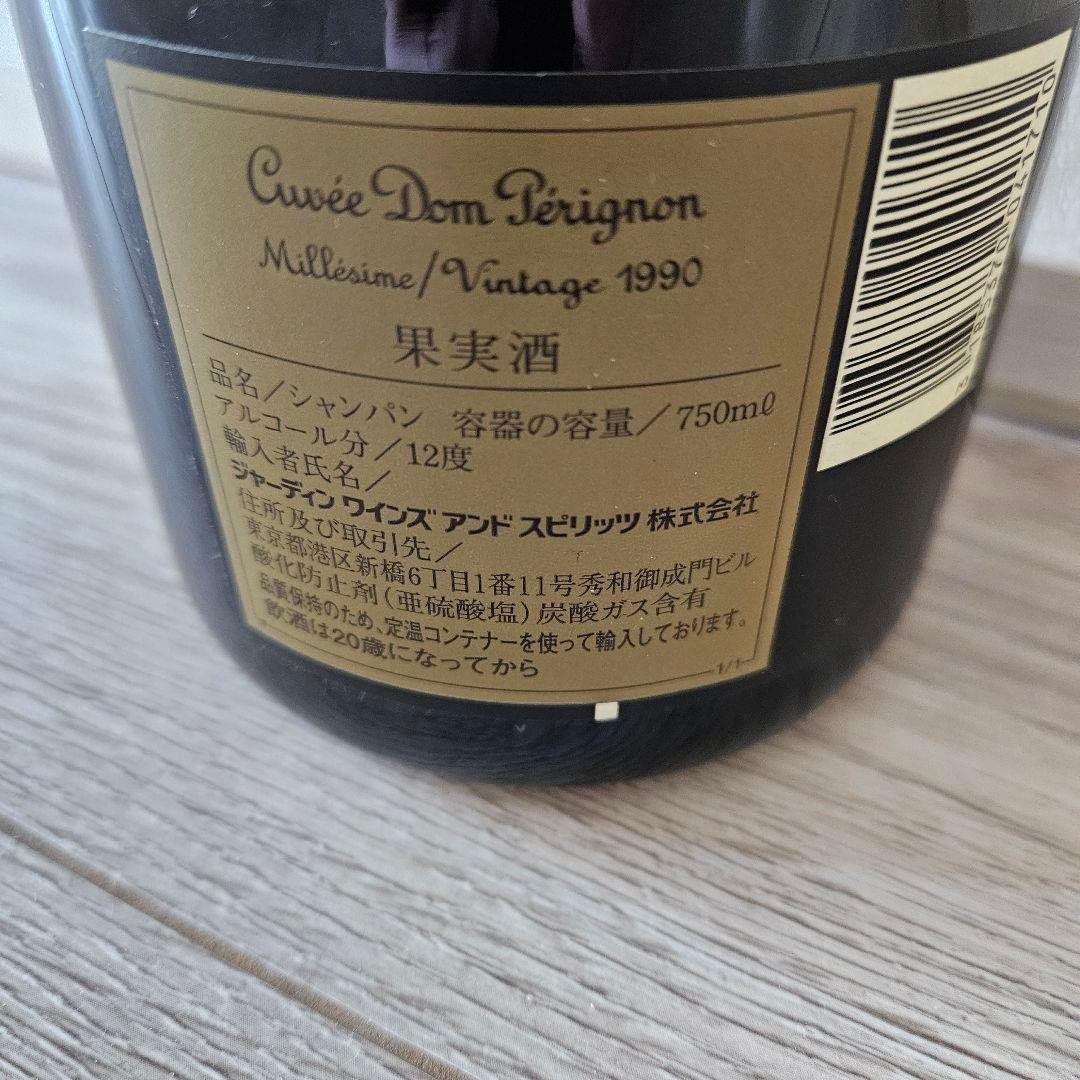 Cuvée Dom Pérignon
Millésime/Vintage 1990
果実酒
品名/シャンパン 容器の容量/750mℓ
アルコール分/12度
輸入者氏名/
ジャーディン ワインズ アンド スピリッツ 株式会社
住所及び取引先/
東京都港区新橋6丁目1番11号秀和御成門ビル
酸化防止剤(亜硫酸塩)炭酸ガス含有
品質保持のため、定温コンテナーを使って輸入しております。
飲酒は20歳になってから
1/1